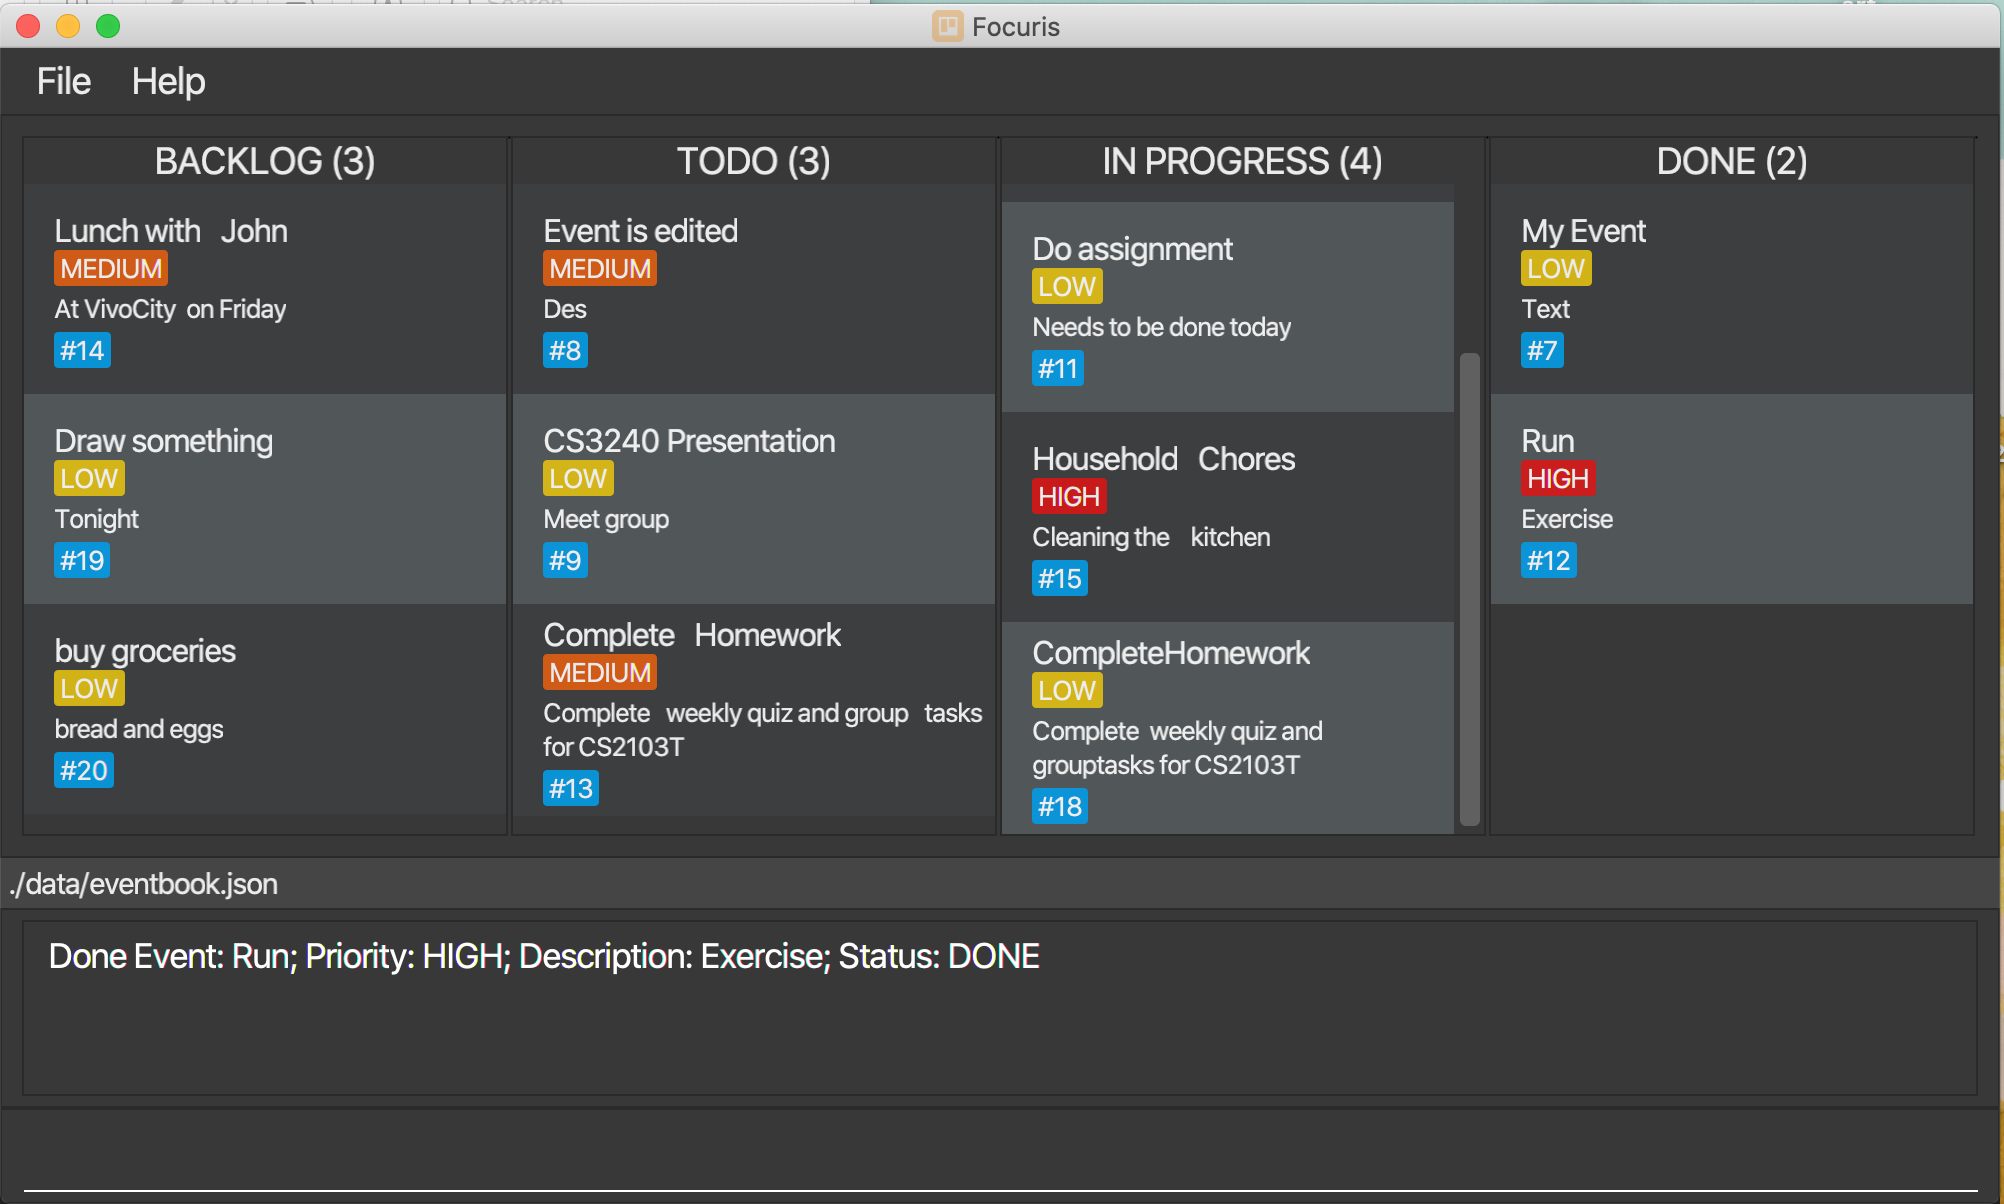 Focuris
File Help
BACKLOG (3)
Lunch with   John
MEDIUM
At VivoCity  on Friday
#14
Draw something
LOW
Tonight
#19
buy groceries
LOW
bread and eggs
#20
TODO (3)
Event is edited
MEDIUM
Des
#8
CS3240 Presentation
LOW
Meet group
#9
Complete   Homework
MEDIUM
Complete   weekly quiz and group   tasks
for CS2103T
#13
IN PROGRESS (4)
Do assignment
LOW
Needs to be done today
#11
Household   Chores
HIGH
Cleaning the   kitchen
#15
CompleteHomework
LOW
Complete  weekly quiz and
grouptasks for CS2103T
#18
DONE (2)
My Event
LOW
Text
#7
Run
HIGH
Exercise
#12
./data/eventbook.json
Done Event: Run; Priority: HIGH; Description: Exercise; Status: DONE